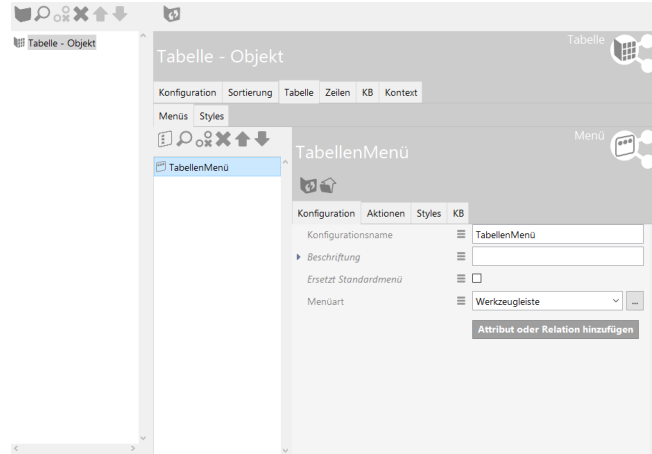 Tabelle - Objekt
Tabelle
Tabelle - Objekt
Konfiguration Sortierung Tabelle Zeilen KB Kontext
Menüs Styles
TabellenMenü
Menü
TabellenMenü
Konfiguration Aktionen Styles KB
Konfigurationsname TabellenMenü
Beschriftung
Ersetzt Standardmenü
Menüart Werkzeugleiste ...
Attribut oder Relation hinzufügen